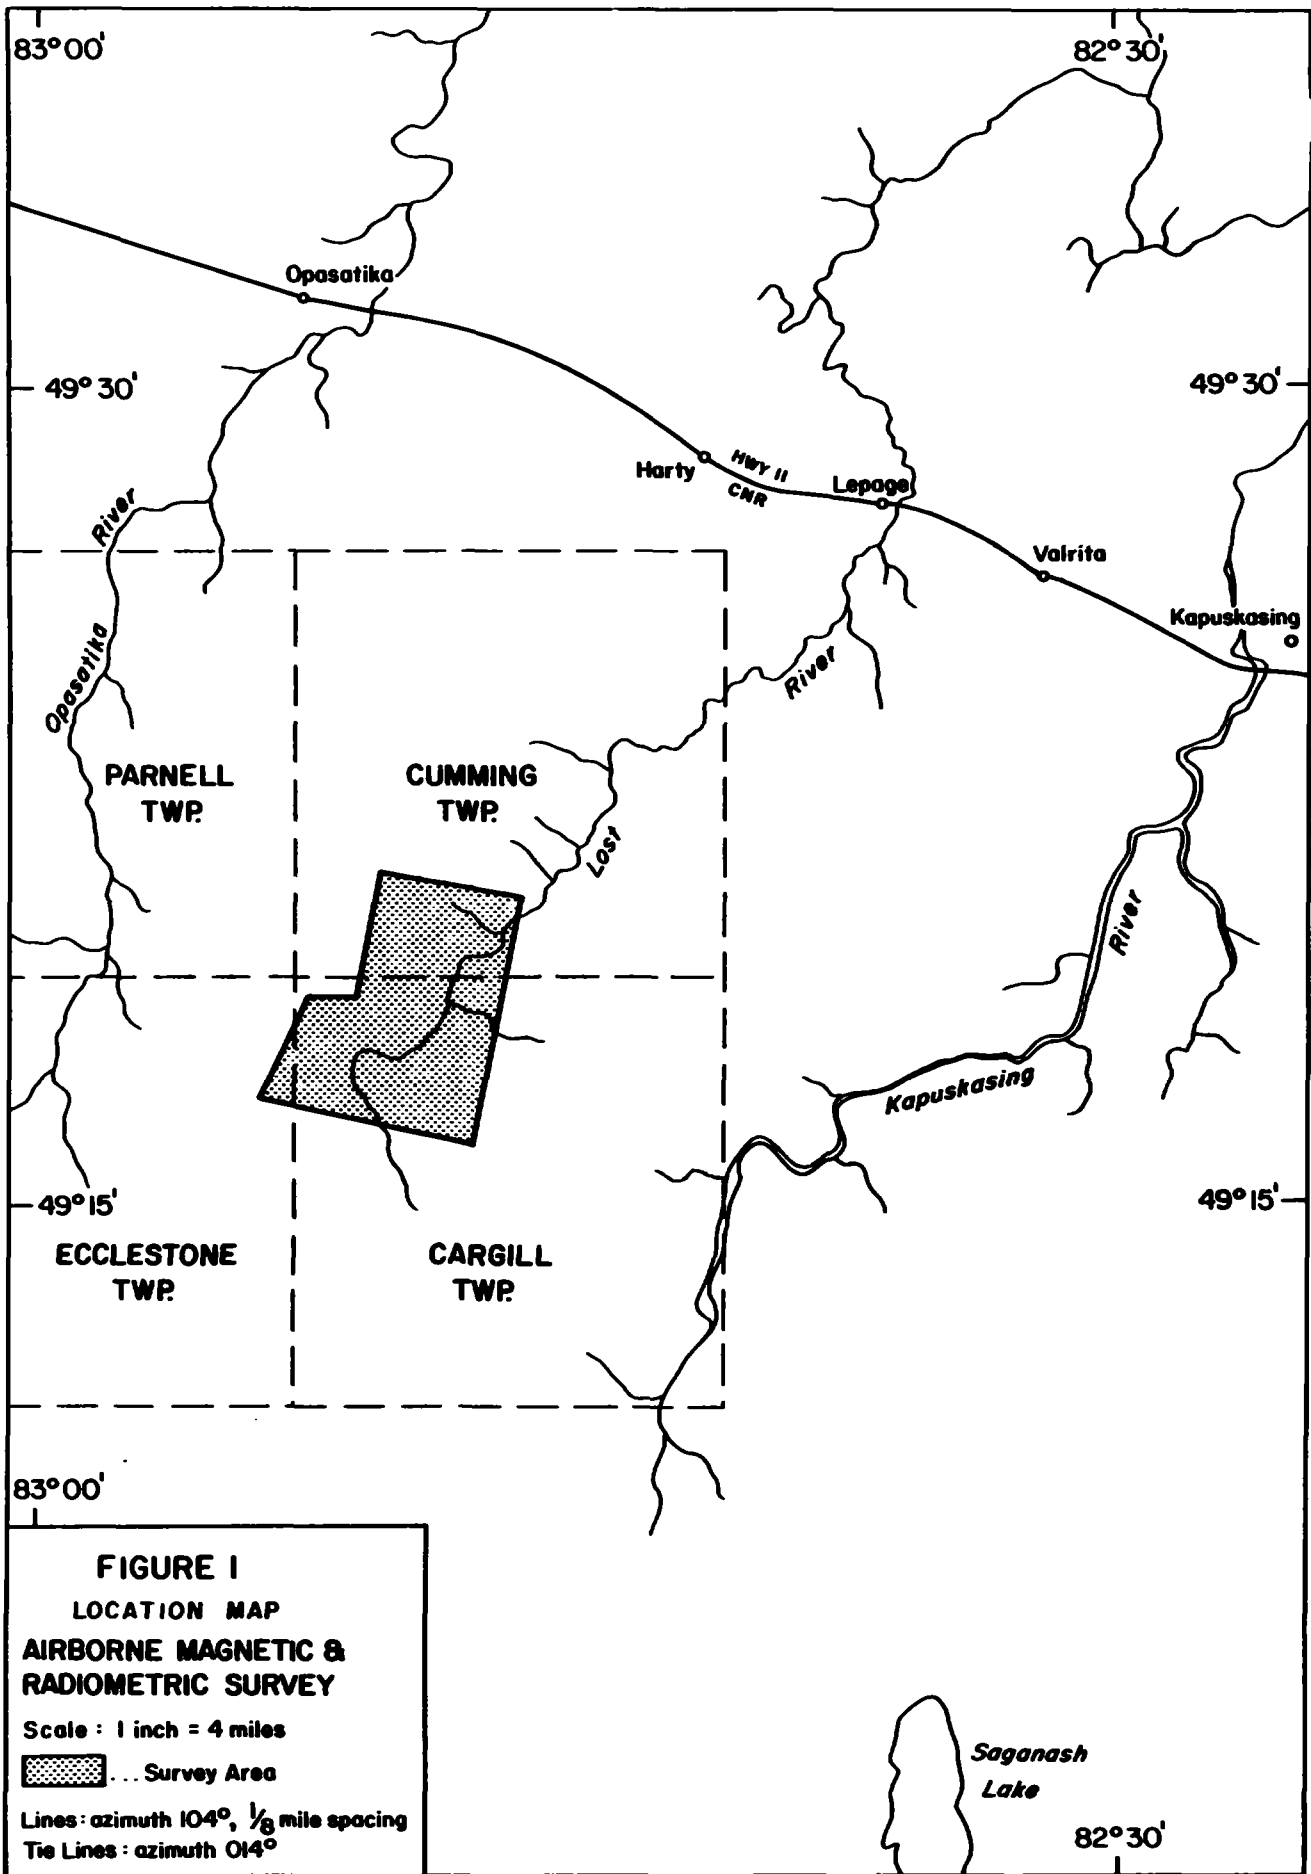 83°00'
82°30'
Opasatika
49°30'
49°30'
Harty
HWY 11
CNR
Lepage
River
Valrita
Kapuskasing
Opasatika
River
PARNELL
TWP.
CUMMING
TWP.
Lost
River
Kapuskasing
49°15'
49°15'
ECCLESTONE
TWP.
CARGILL
TWP.
83°00'
FIGURE 1
LOCATION MAP
AIRBORNE MAGNETIC &
RADIOMETRIC SURVEY
Scale : 1 inch = 4 miles
... Survey Area
Lines : azimuth 104°, 1/8 mile spacing
Tie Lines : azimuth 014°
Saganash
Lake
82°30'